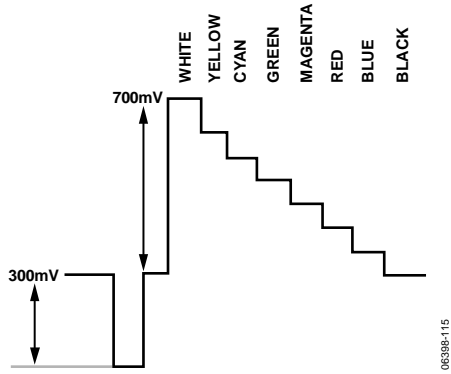 WHITE
YELLOW
CYAN
GREEN
MAGENTA
RED
BLUE
BLACK
700mV
300mV
06398-115